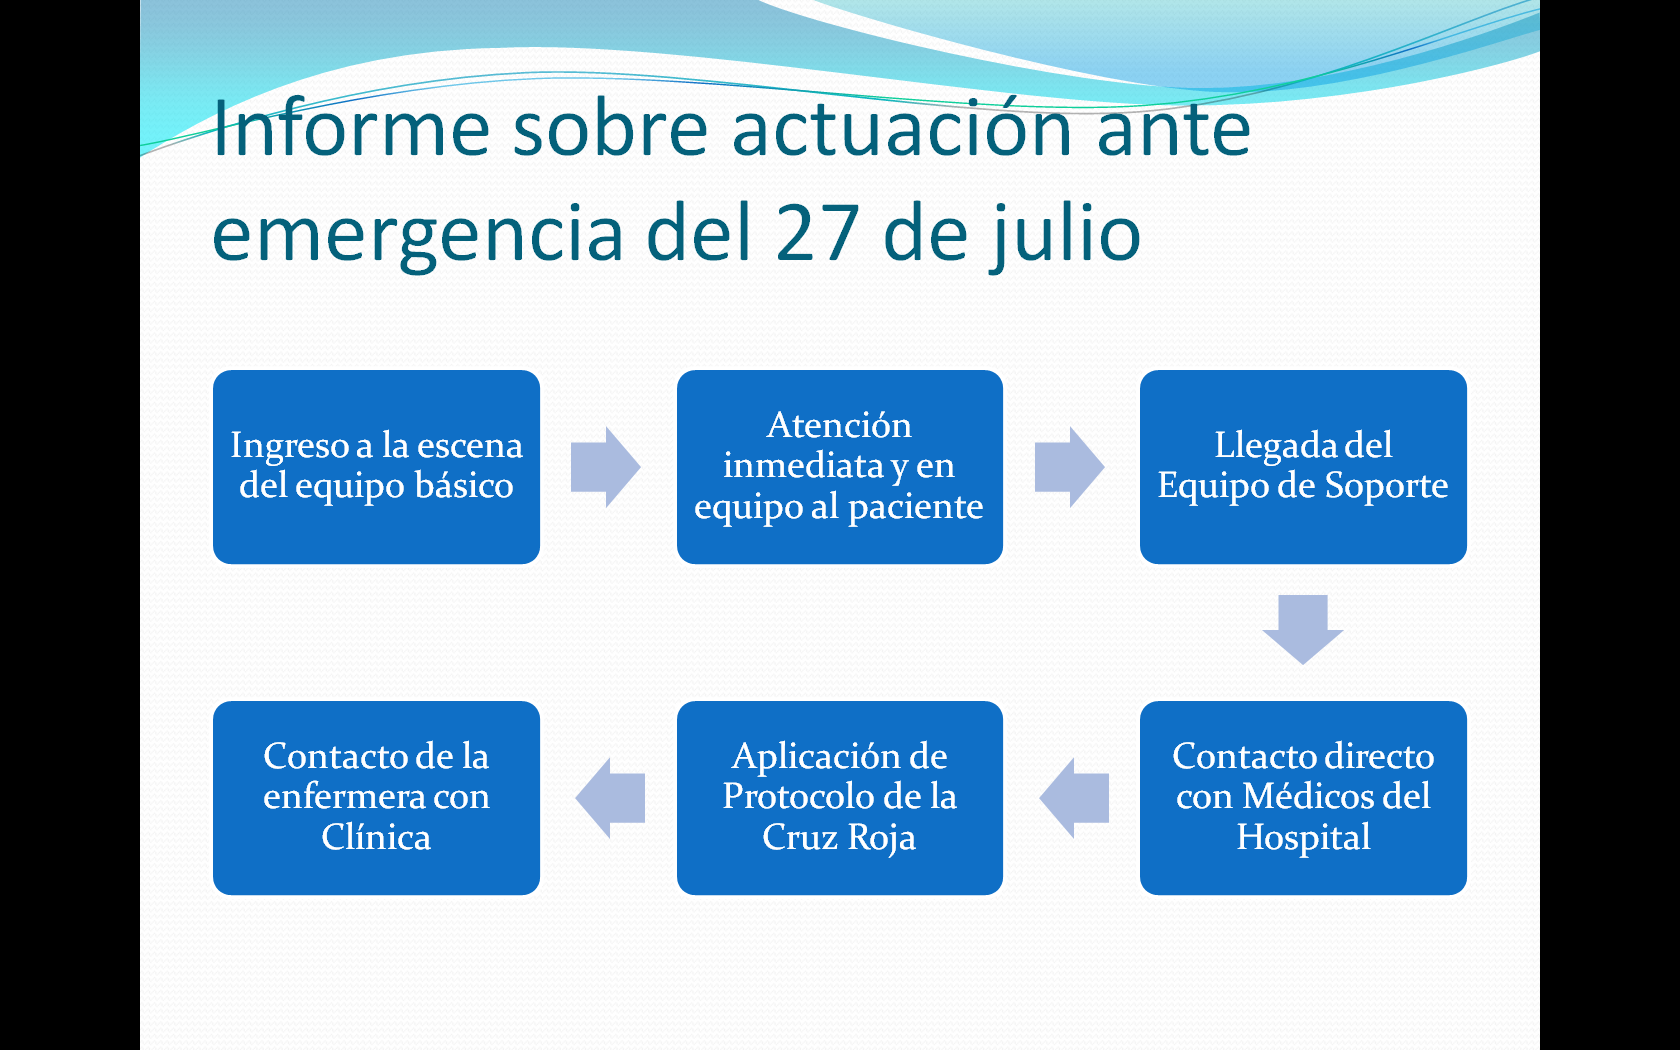 Informe sobre actuación ante
emergencia del 27 de julio
Ingreso a la escena
del equipo básico
Atención
inmediata y en
equipo al paciente
Llegada del
Equipo de Soporte
Contacto directo
con Médicos del
Hospital
Aplicación de
Protocolo de la
Cruz Roja
Contacto de la
enfermera con
Clínica